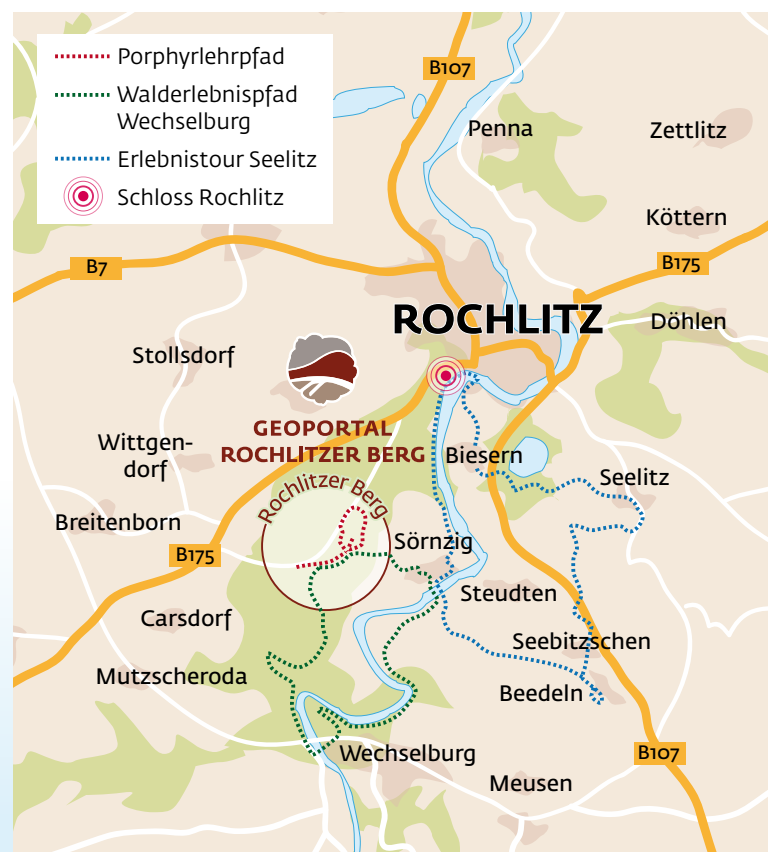 Porphyrlehrpfad
Walderlebnispfad
Wechselburg
Erlebnistour Seelitz
Schloss Rochlitz
B107
Penna
Zettlitz
Köttern
B7
B175
ROCHLITZ
Döhlen
Stollsdorf
GEOPORTAL
ROCHLITZER BERG
Wittgen-
dorf
Biesern
Seelitz
Rochlitzer Berg
Breitenborn
Sörnzig
B175
Steudten
Carsdorf
Seebitzschen
Mutzscheroda
Beedeln
Wechselburg
B107
Meusen